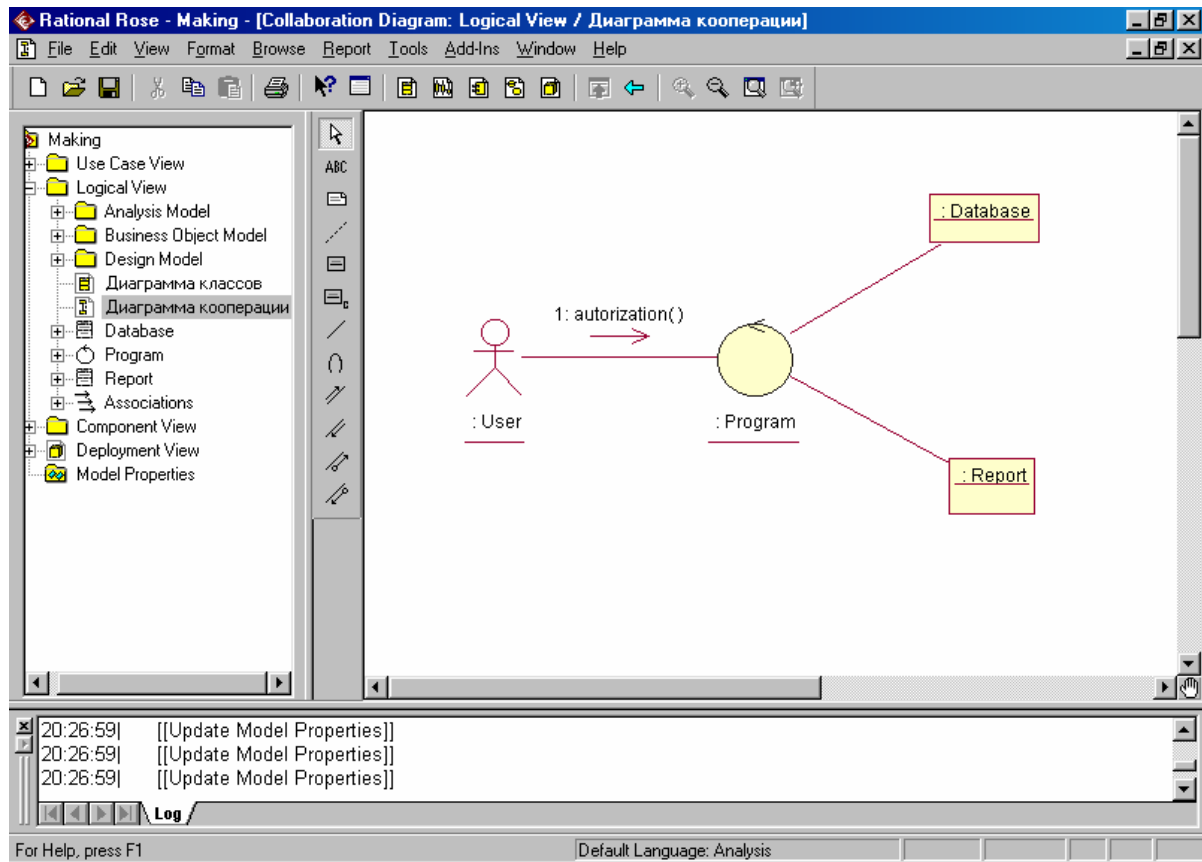 Rational Rose - Making - [Collaboration Diagram: Logical View / Диаграмма кооперации]
File Edit View Format Browse Report Tools Add-Ins Window Help
Making
Use Case View
Logical View
Analysis Model
Business Object Model
Design Model
Диаграмма классов
Диаграмма кооперации
Database
Program
Report
Associations
Component View
Deployment View
Model Properties
ABC
: Database
1: autorization()
: User
: Program
: Report
20:26:59| [[Update Model Properties]]
20:26:59| [[Update Model Properties]]
20:26:59| [[Update Model Properties]]
Log
For Help, press F1
Default Language: Analysis